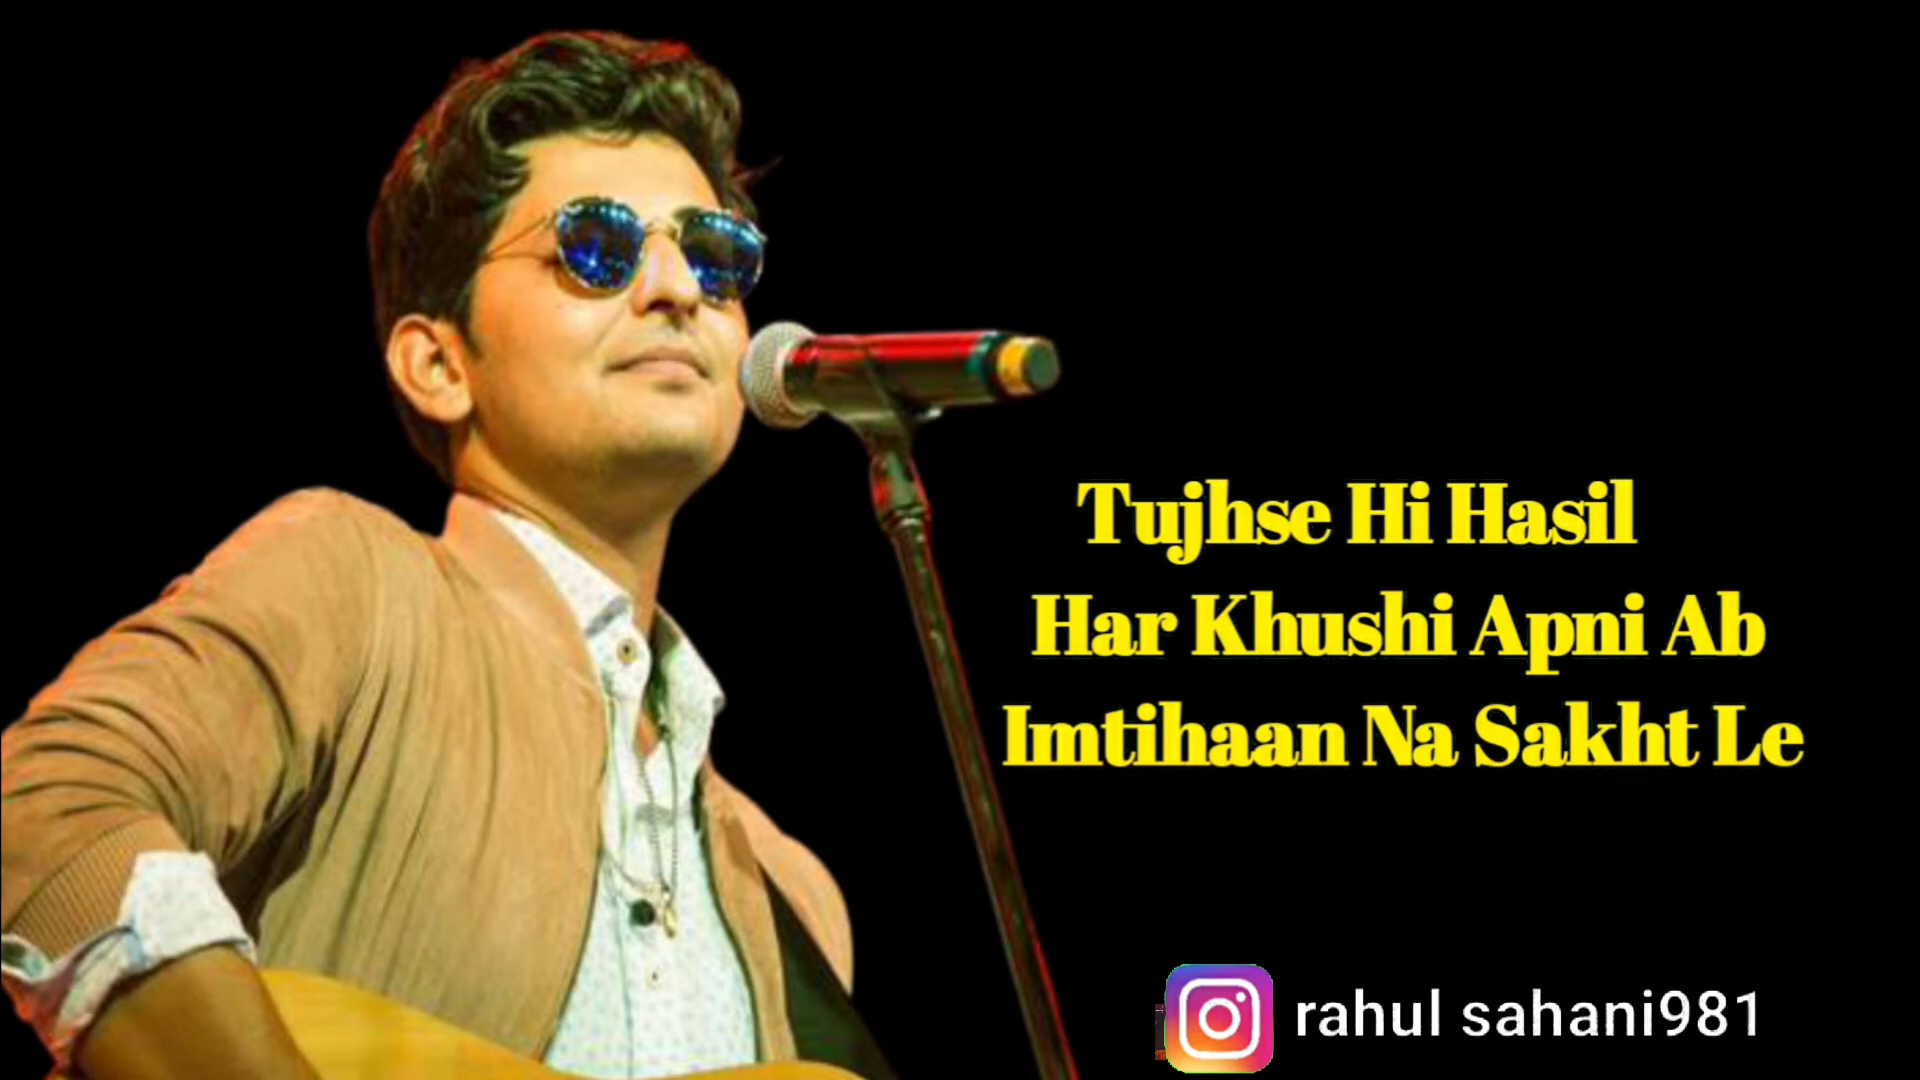 Tujhse Hi Hasil
Har Khushi Apni Ab
Imtihaan Na Sakht Le
rahul sahani981